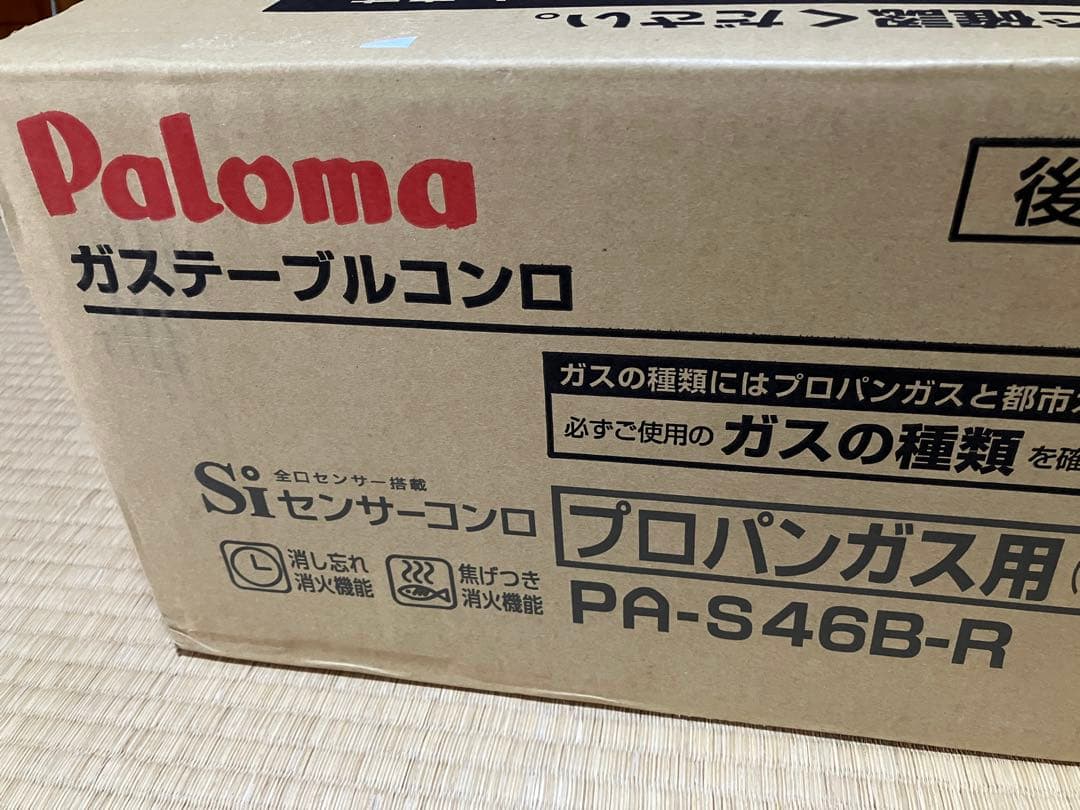 ご確認ください。
Paloma
ガステーブルコンロ
後
ガスの種類にはプロパンガスと都市
必ずご使用の ガスの種類 を確
全口センサー搭載
Siセンサーコンロ
消し忘れ
消火機能
焦げつき
消火機能
プロパンガス用
PA-S46B-R